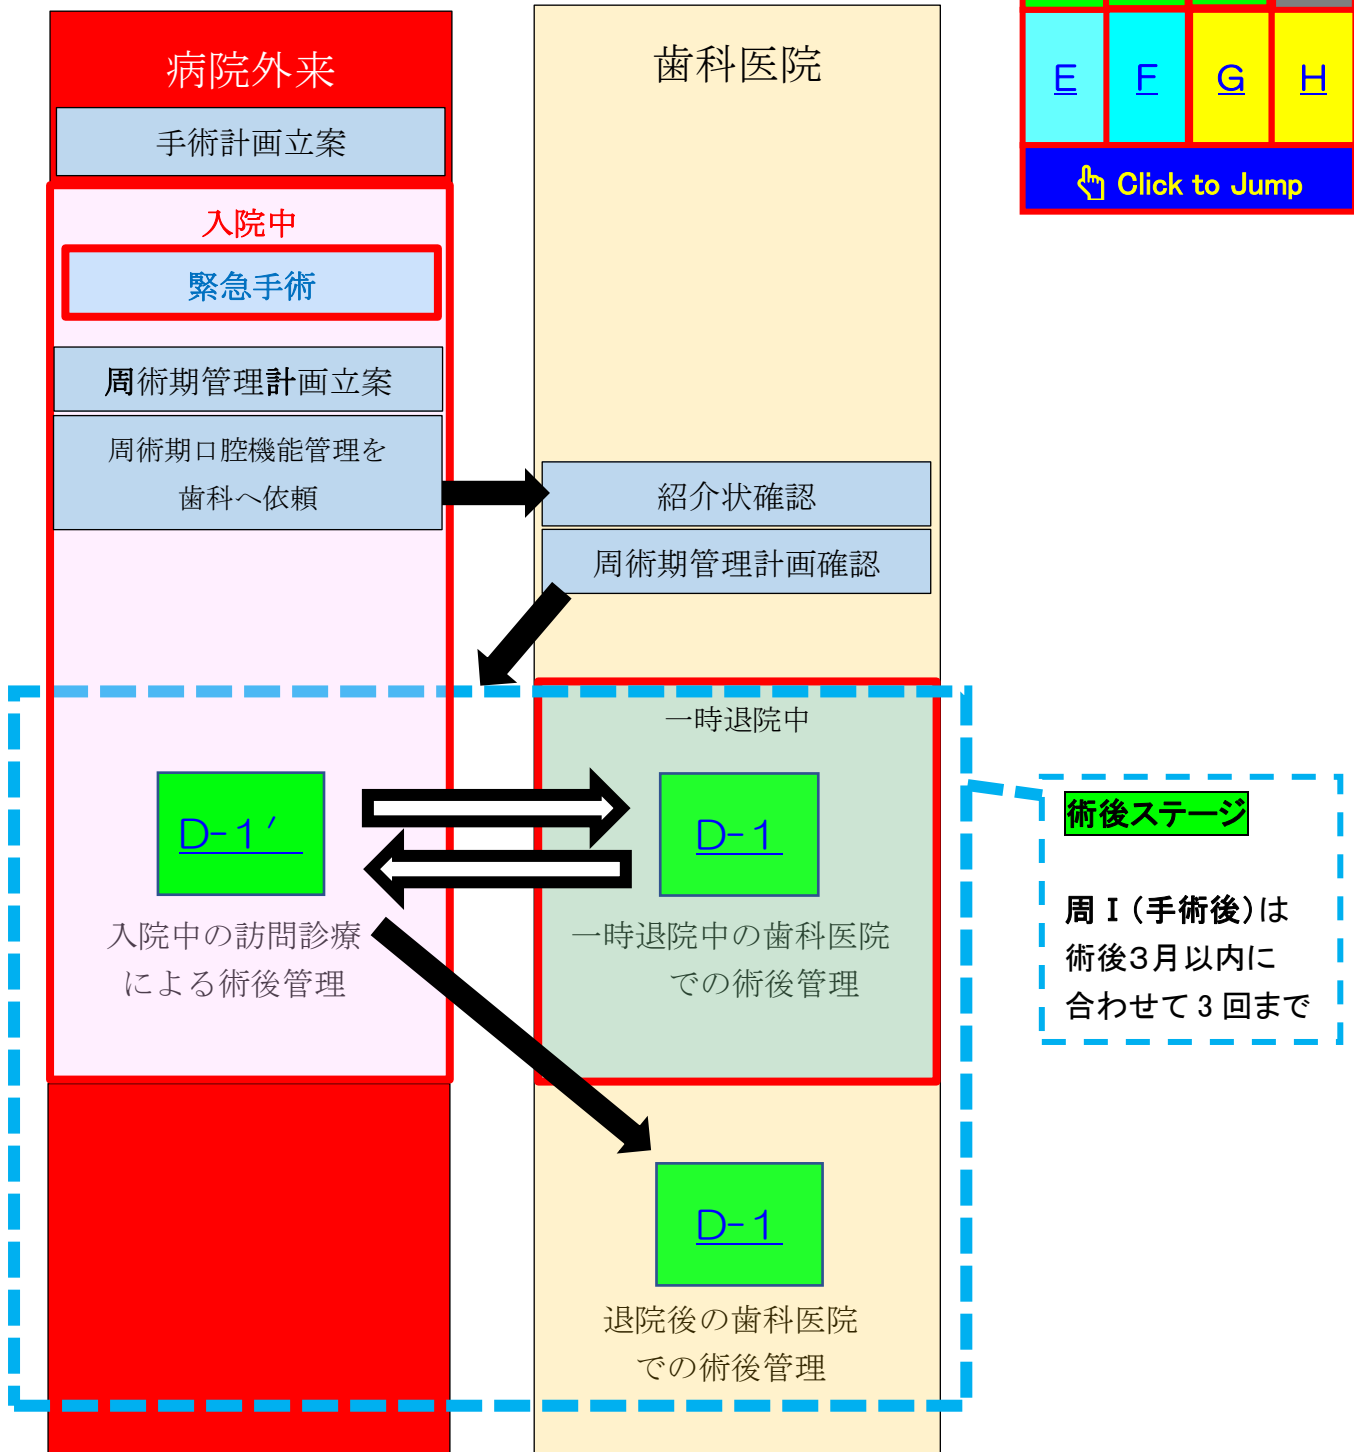 病院外来
手術計画立案
入院中
緊急手術
周術期管理計画立案
周術期口腔機能管理を
歯科へ依頼
歯科医院
紹介状確認
周術期管理計画確認
一時退院中
D-1′
入院中の訪問診療
による術後管理
D-1
一時退院中の歯科医院
での術後管理
D-1
退院後の歯科医院
での術後管理
E F G H
Click to Jump
術後ステージ
周Ⅰ(手術後)は
術後3月以内に
合わせて3回まで